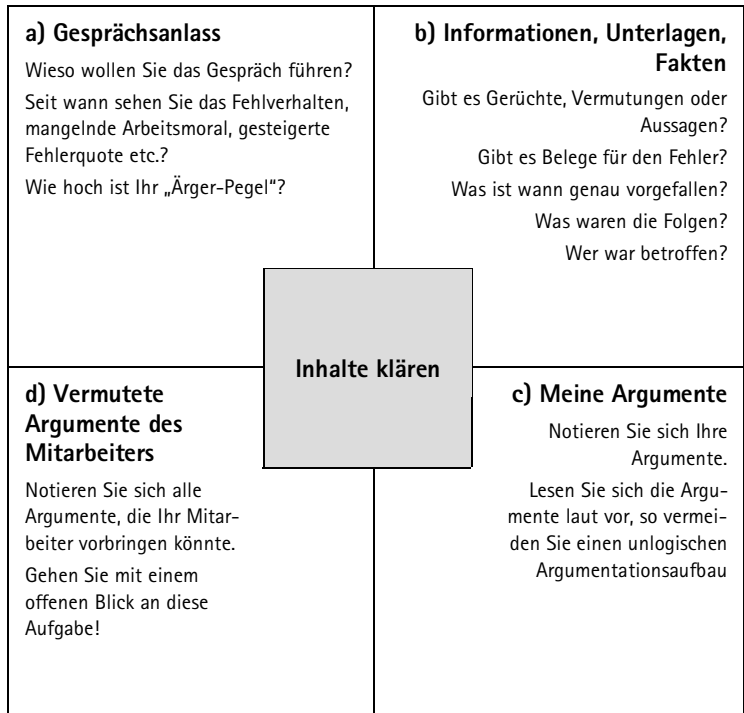 a) Gesprächsanlass
Wieso wollen Sie das Gespräch führen?
Seit wann sehen Sie das Fehlverhalten,
mangelnde Arbeitsmoral, gesteigerte
Fehlerquote etc.?
Wie hoch ist Ihr „Ärger-Pegel“?
b) Informationen, Unterlagen,
Fakten
Gibt es Gerüchte, Vermutungen oder
Aussagen?
Gibt es Belege für den Fehler?
Was ist wann genau vorgefallen?
Was waren die Folgen?
Wer war betroffen?
Inhalte klären
d) Vermutete
Argumente des
Mitarbeiters
Notieren Sie sich alle
Argumente, die Ihr Mitar-
beiter vorbringen könnte.
Gehen Sie mit einem
offenen Blick an diese
Aufgabe!
c) Meine Argumente
Notieren Sie sich Ihre
Argumente.
Lesen Sie sich die Argu-
mente laut vor, so vermei-
den Sie einen unlogischen
Argumentationsaufbau